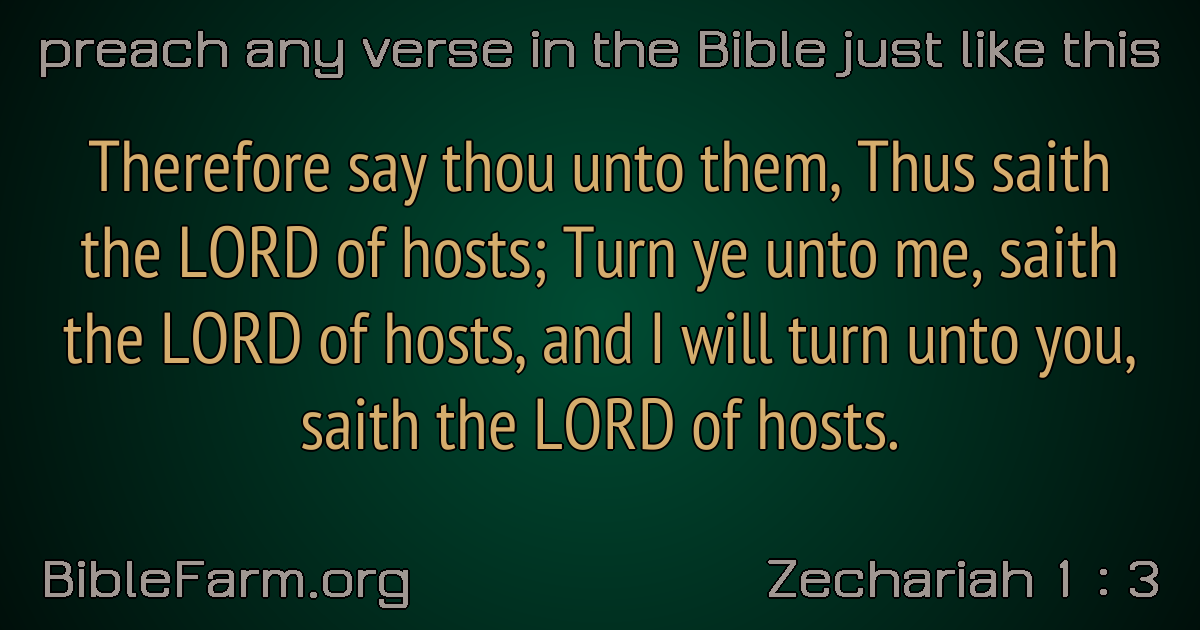 preach any verse in the Bible just like this
Therefore say thou unto them, Thus saith
the LORD of hosts; Turn ye unto me, saith
the LORD of hosts, and I will turn unto you,
saith the LORD of hosts.
BibleFarm.org
Zechariah 1 : 3